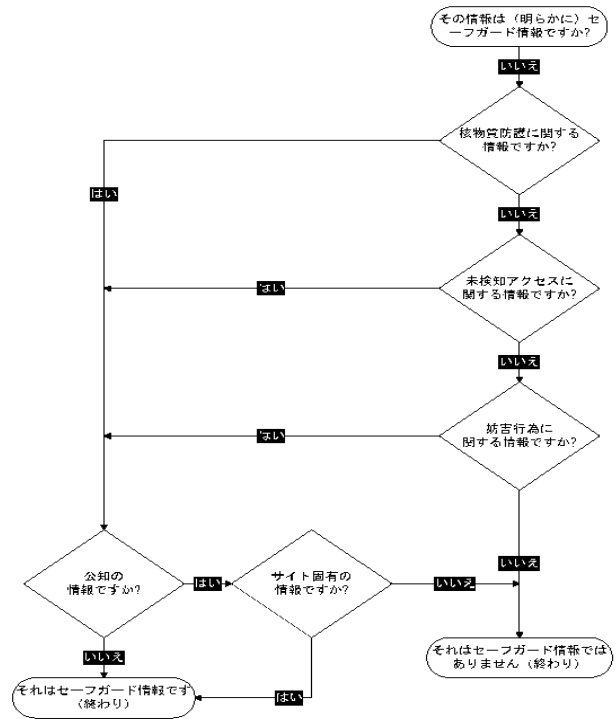 その情報は（明らかに）セ
ーフガード情報ですか?
いいえ
核物質防護に関する
情報ですか?
はい
いいえ
未検知アクセスに
関する情報ですか?
はい
いいえ
妨害行為に
関する情報ですか?
はい
いいえ
公知の
情報ですか?
はい
サイト固有の
情報ですか?
いいえ
いいえ
それはセーフガード情報では
ありません（終わり）
それはセーフガード情報です
（終わり）
はい